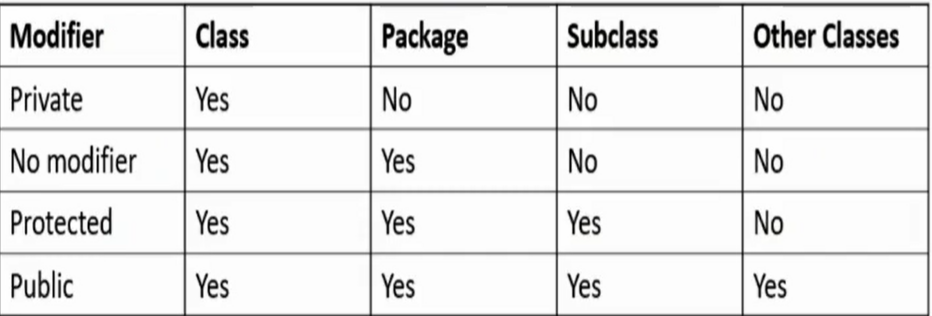 Modifier Class Package Subclass Other Classes
Private Yes No No No
No modifier Yes Yes No No
Protected Yes Yes Yes No
Public Yes Yes Yes Yes